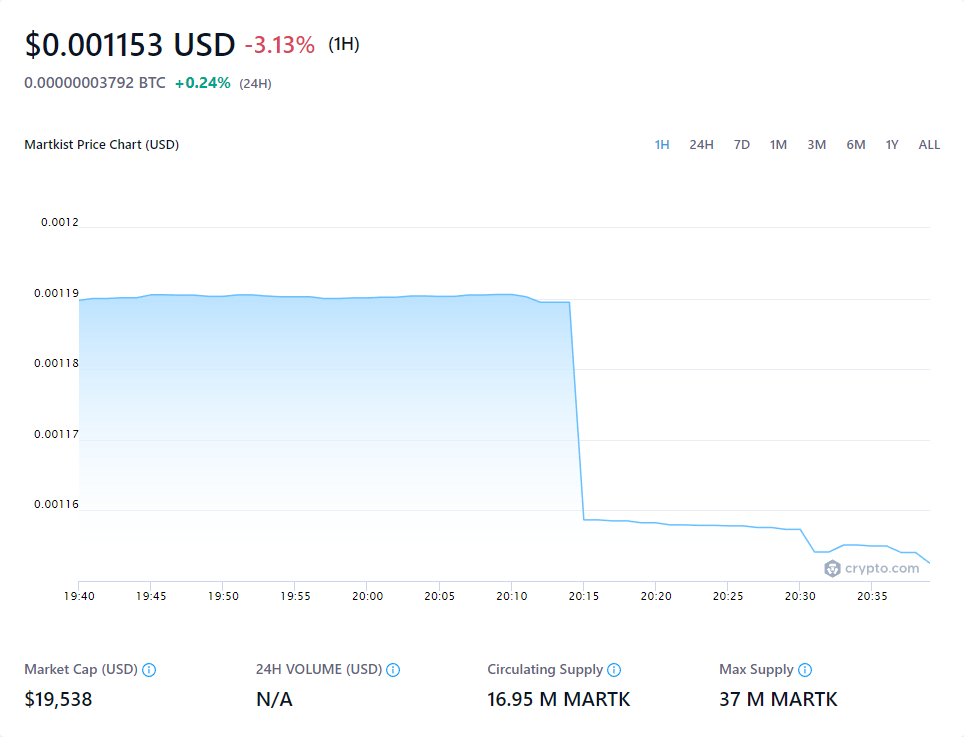 $0.001153 USD -3.13% (1H)
0.00000003792 BTC +0.24% (24H)
Martkist Price Chart (USD) 1H 24H 7D 1M 3M 6M 1Y ALL
0.0012
0.00119
0.00118
0.00117
0.00116
crypto.com
19:40 19:45 19:50 19:55 20:00 20:05 20:10 20:15 20:20 20:25 20:30 20:35
Market Cap (USD) 24H VOLUME (USD) Circulating Supply Max Supply
$19,538 N/A 16.95 M MARTK 37 M MARTK